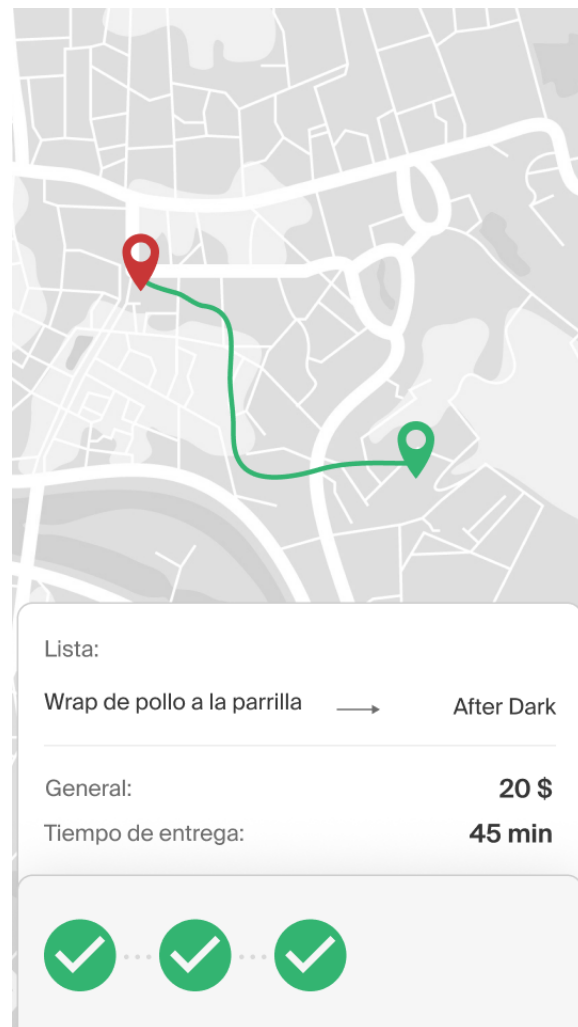 Lista:
Wrap de pollo a la parrilla → After Dark
General: 20 $
Tiempo de entrega: 45 min